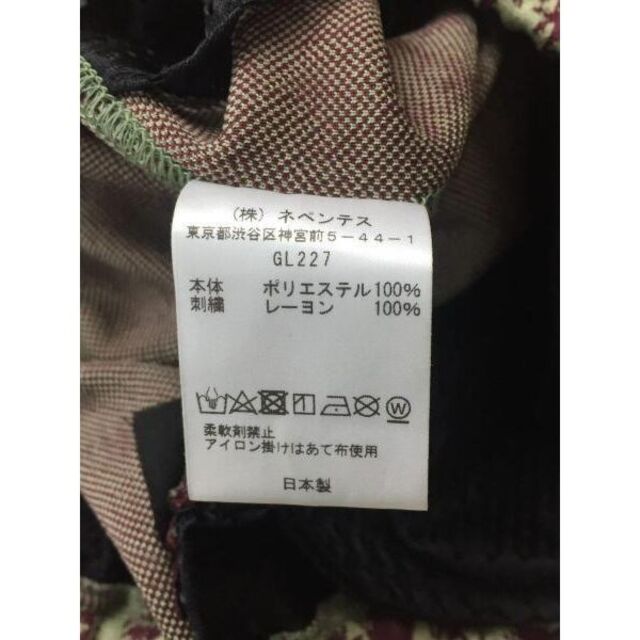 （株）ネペンテス
東京都渋谷区神宮前５－４４－１
GL227
本体 ポリエステル100%
刺繍 レーヨン 100%
W
柔軟剤禁止
アイロン掛けはあて布使用
日本製